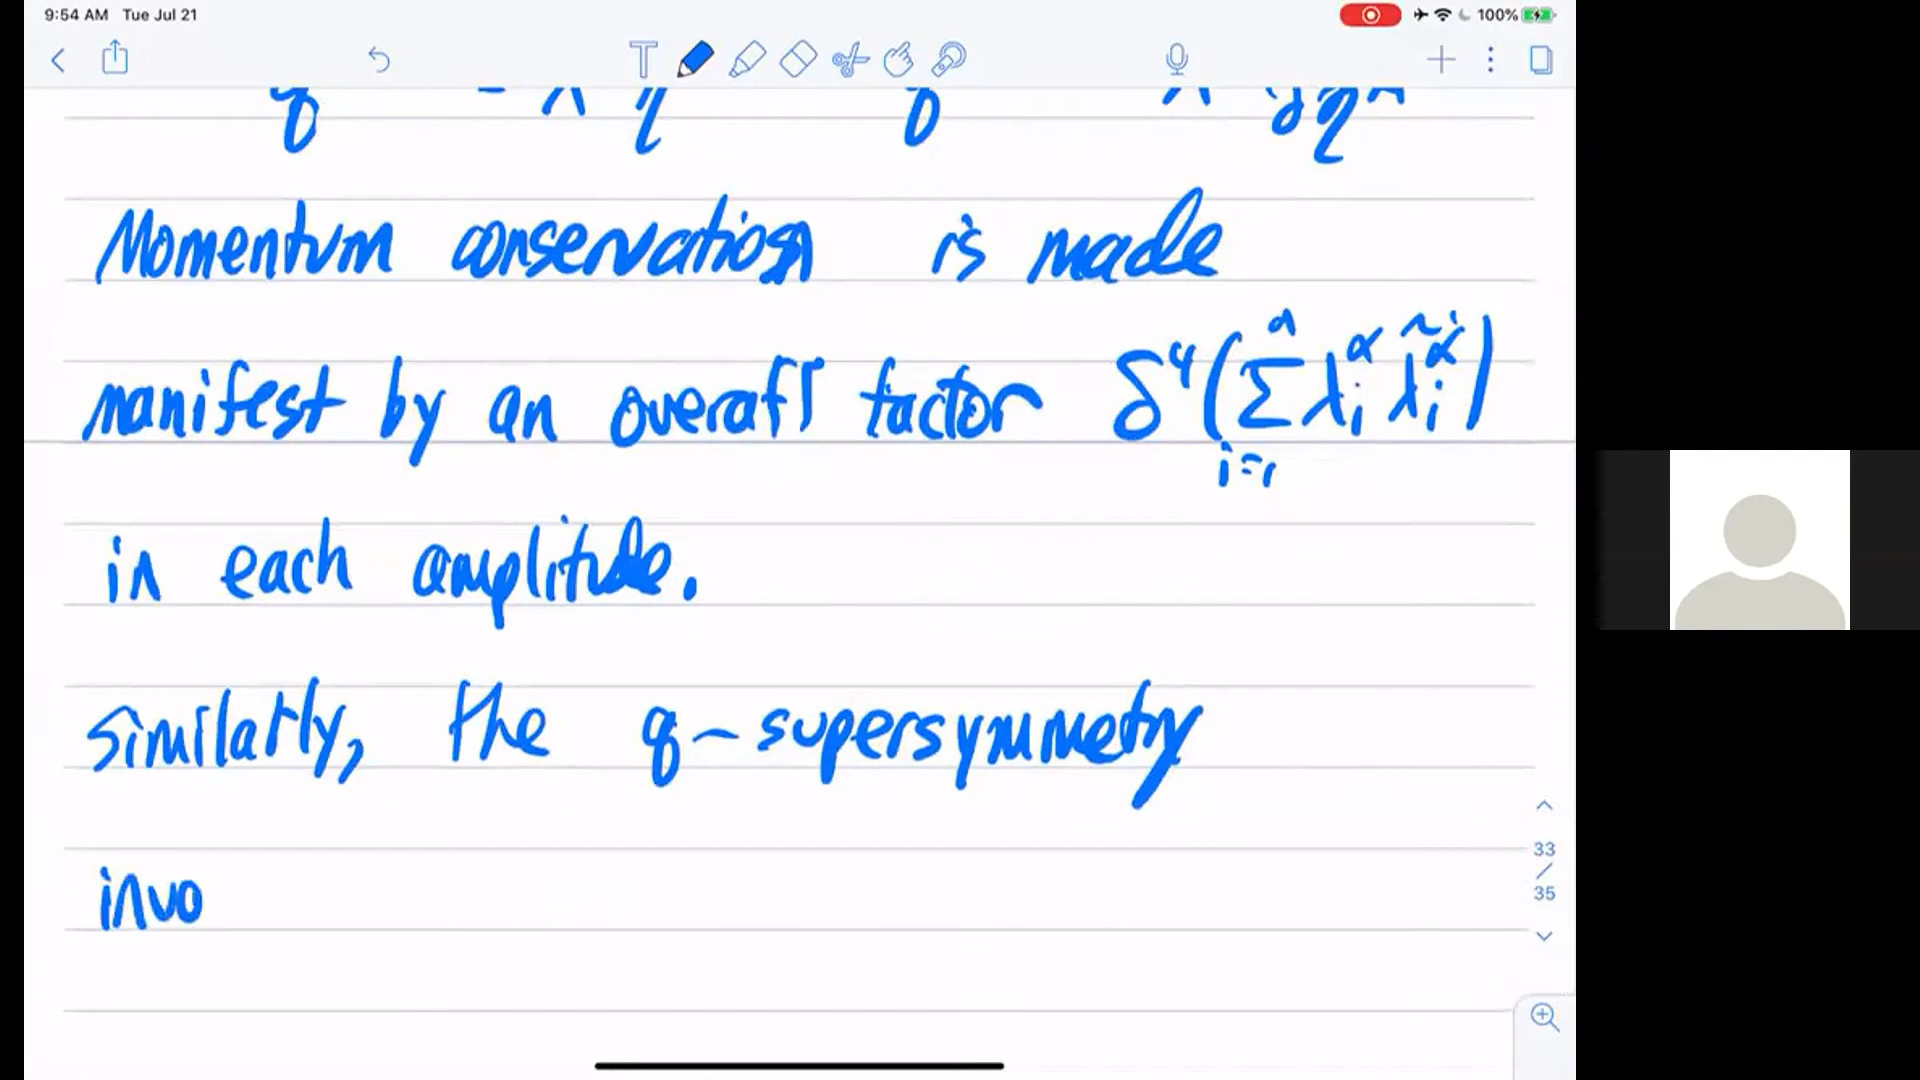 9:54 AM Tue Jul 21 100%
T
q = λ η q λ ∂η^A
Momentum conservation is made
manifest by an overall factor δ⁴(∑_{i=1}^{n} λ_i^α λ̃_i^α̇)
in each amplitude.
Similarly, the q-supersymmetry
inva
33
/
35